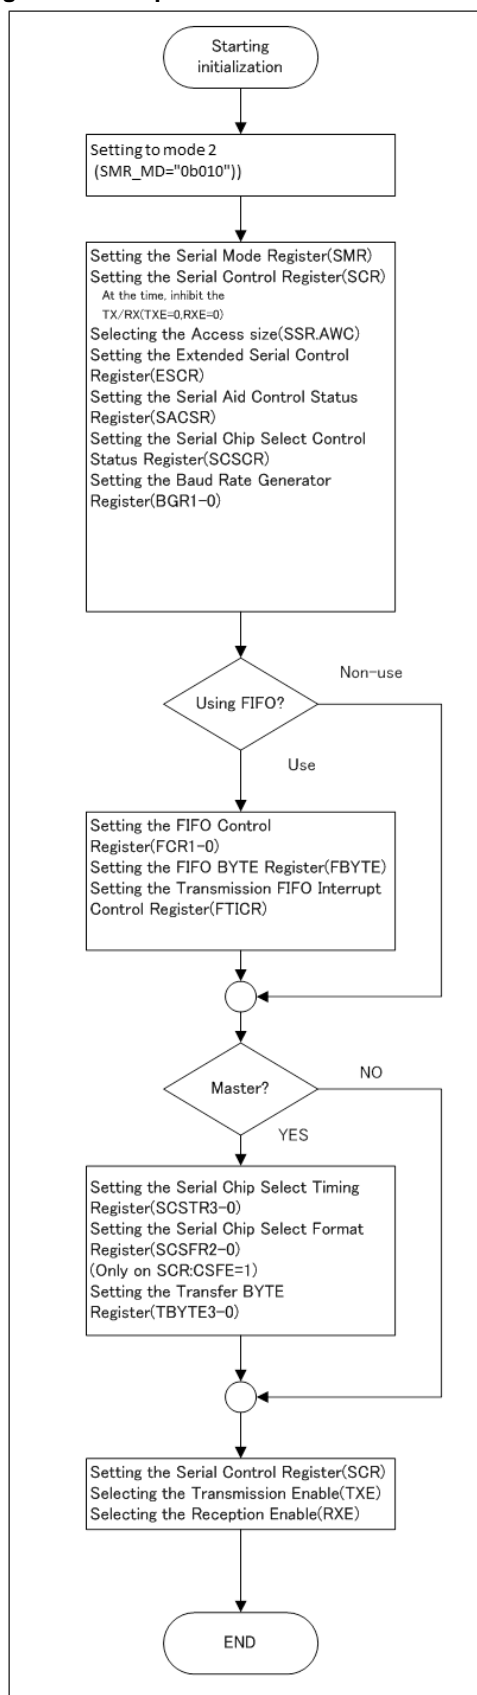 Starting
initialization
Setting to mode 2
(SMR_MD="0b010"))
Setting the Serial Mode Register(SMR)
Setting the Serial Control Register(SCR)
At the time, inhibit the
TX/RX(TXE=0,RXE=0)
Selecting the Access size(SSR.AWC)
Setting the Extended Serial Control
Register(ESCR)
Setting the Serial Aid Control Status
Register(SACSR)
Setting the Serial Chip Select Control
Status Register(SCSCR)
Setting the Baud Rate Generator
Register(BGR1-0)
Non-use
Using FIFO?
Use
Setting the FIFO Control
Register(FCR1-0)
Setting the FIFO BYTE Register(FBYTE)
Setting the Transmission FIFO Interrupt
Control Register(FTICR)
NO
Master?
YES
Setting the Serial Chip Select Timing
Register(SCSTR3-0)
Setting the Serial Chip Select Format
Register(SCSFR2-0)
(Only on SCR:CSFE=1)
Setting the Transfer BYTE
Register(TBYTE3-0)
Setting the Serial Control Register(SCR)
Selecting the Transmission Enable(TXE)
Selecting the Reception Enable(RXE)
END